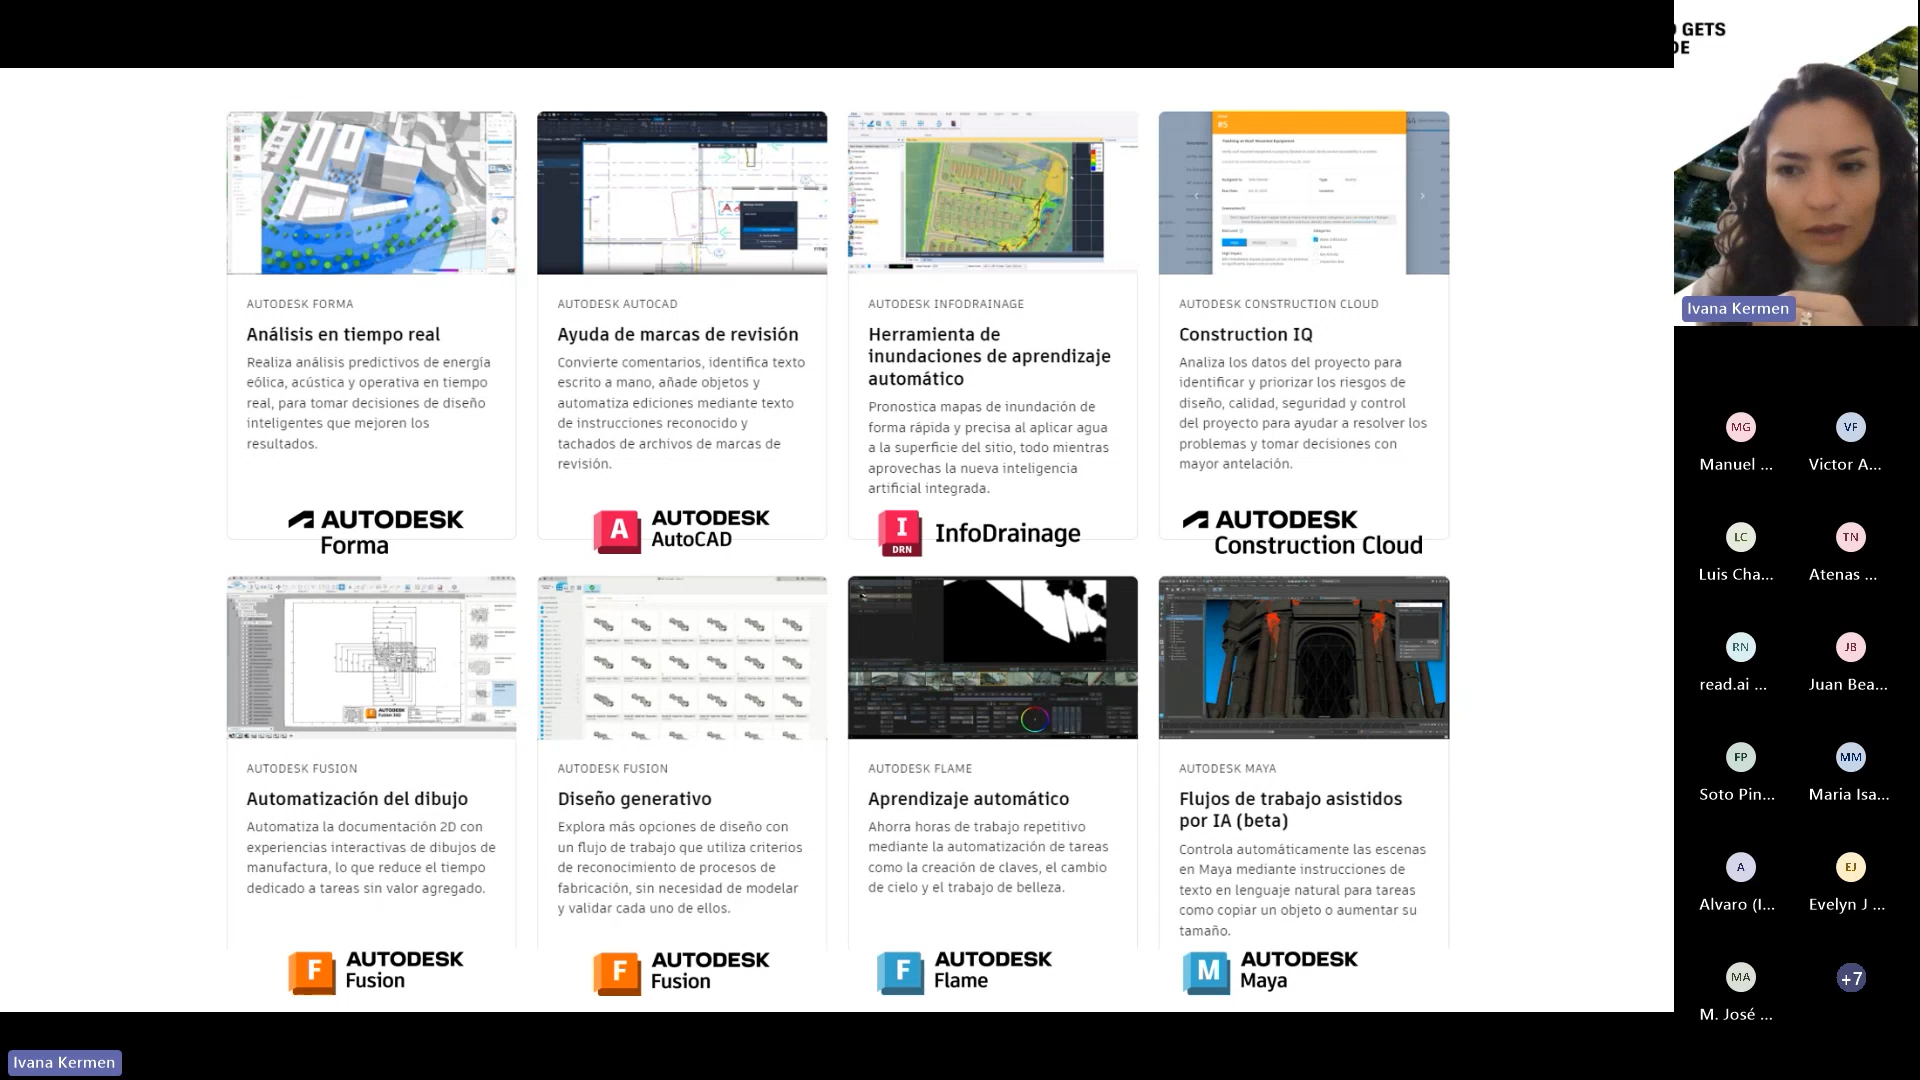 GETS
DE
AUTODESK FORMA
Análisis en tiempo real
Realiza análisis predictivos de energía
eólica, acústica y operativa en tiempo
real, para tomar decisiones de diseño
inteligentes que mejoren los
resultados.
AUTODESK
Forma
AUTODESK AUTOCAD
Ayuda de marcas de revisión
Convierte comentarios, identifica texto
escrito a mano, añade objetos y
automatiza ediciones mediante texto
de instrucciones reconocido y
tachados de archivos de marcas de
revisión.
A
AUTODESK
AutoCAD
AUTODESK INFODRAINAGE
Herramienta de
inundaciones de aprendizaje
automático
Pronostica mapas de inundación de
forma rápida y precisa al aplicar agua
a la superficie del sitio, todo mientras
aprovechas la nueva inteligencia
artificial integrada.
I
DRN
InfoDrainage
#5
AUTODESK CONSTRUCTION CLOUD
Construction IQ
Analiza los datos del proyecto para
identificar y priorizar los riesgos de
diseño, calidad, seguridad y control
del proyecto para ayudar a resolver los
problemas y tomar decisiones con
mayor antelación.
AUTODESK
Construction Cloud
AUTODESK FUSION
Automatización del dibujo
Automatiza la documentación 2D con
experiencias interactivas de dibujos de
manufactura, lo que reduce el tiempo
dedicado a tareas sin valor agregado.
F
AUTODESK
Fusion
AUTODESK FUSION
Diseño generativo
Explora más opciones de diseño con
un flujo de trabajo que utiliza criterios
de reconocimiento de procesos de
fabricación, sin necesidad de modelar
y validar cada uno de ellos.
F
AUTODESK
Fusion
AUTODESK FLAME
Aprendizaje automático
Ahorra horas de trabajo repetitivo
mediante la automatización de tareas
como la creación de claves, el cambio
de cielo y el trabajo de belleza.
F
AUTODESK
Flame
AUTODESK MAYA
Flujos de trabajo asistidos
por IA (beta)
Controla automáticamente las escenas
en Maya mediante instrucciones de
texto en lenguaje natural para tareas
como copiar un objeto o aumentar su
tamaño.
M
AUTODESK
Maya
Ivana Kermen
MG
Manuel ...
VF
Victor A...
LC
Luis Cha...
TN
Atenas ...
RN
read.ai ...
JB
Juan Bea...
FP
Soto Pin...
MM
Maria Isa...
A
Alvaro (I...
EJ
Evelyn J ...
MA
M. José ...
+7
Ivana Kermen